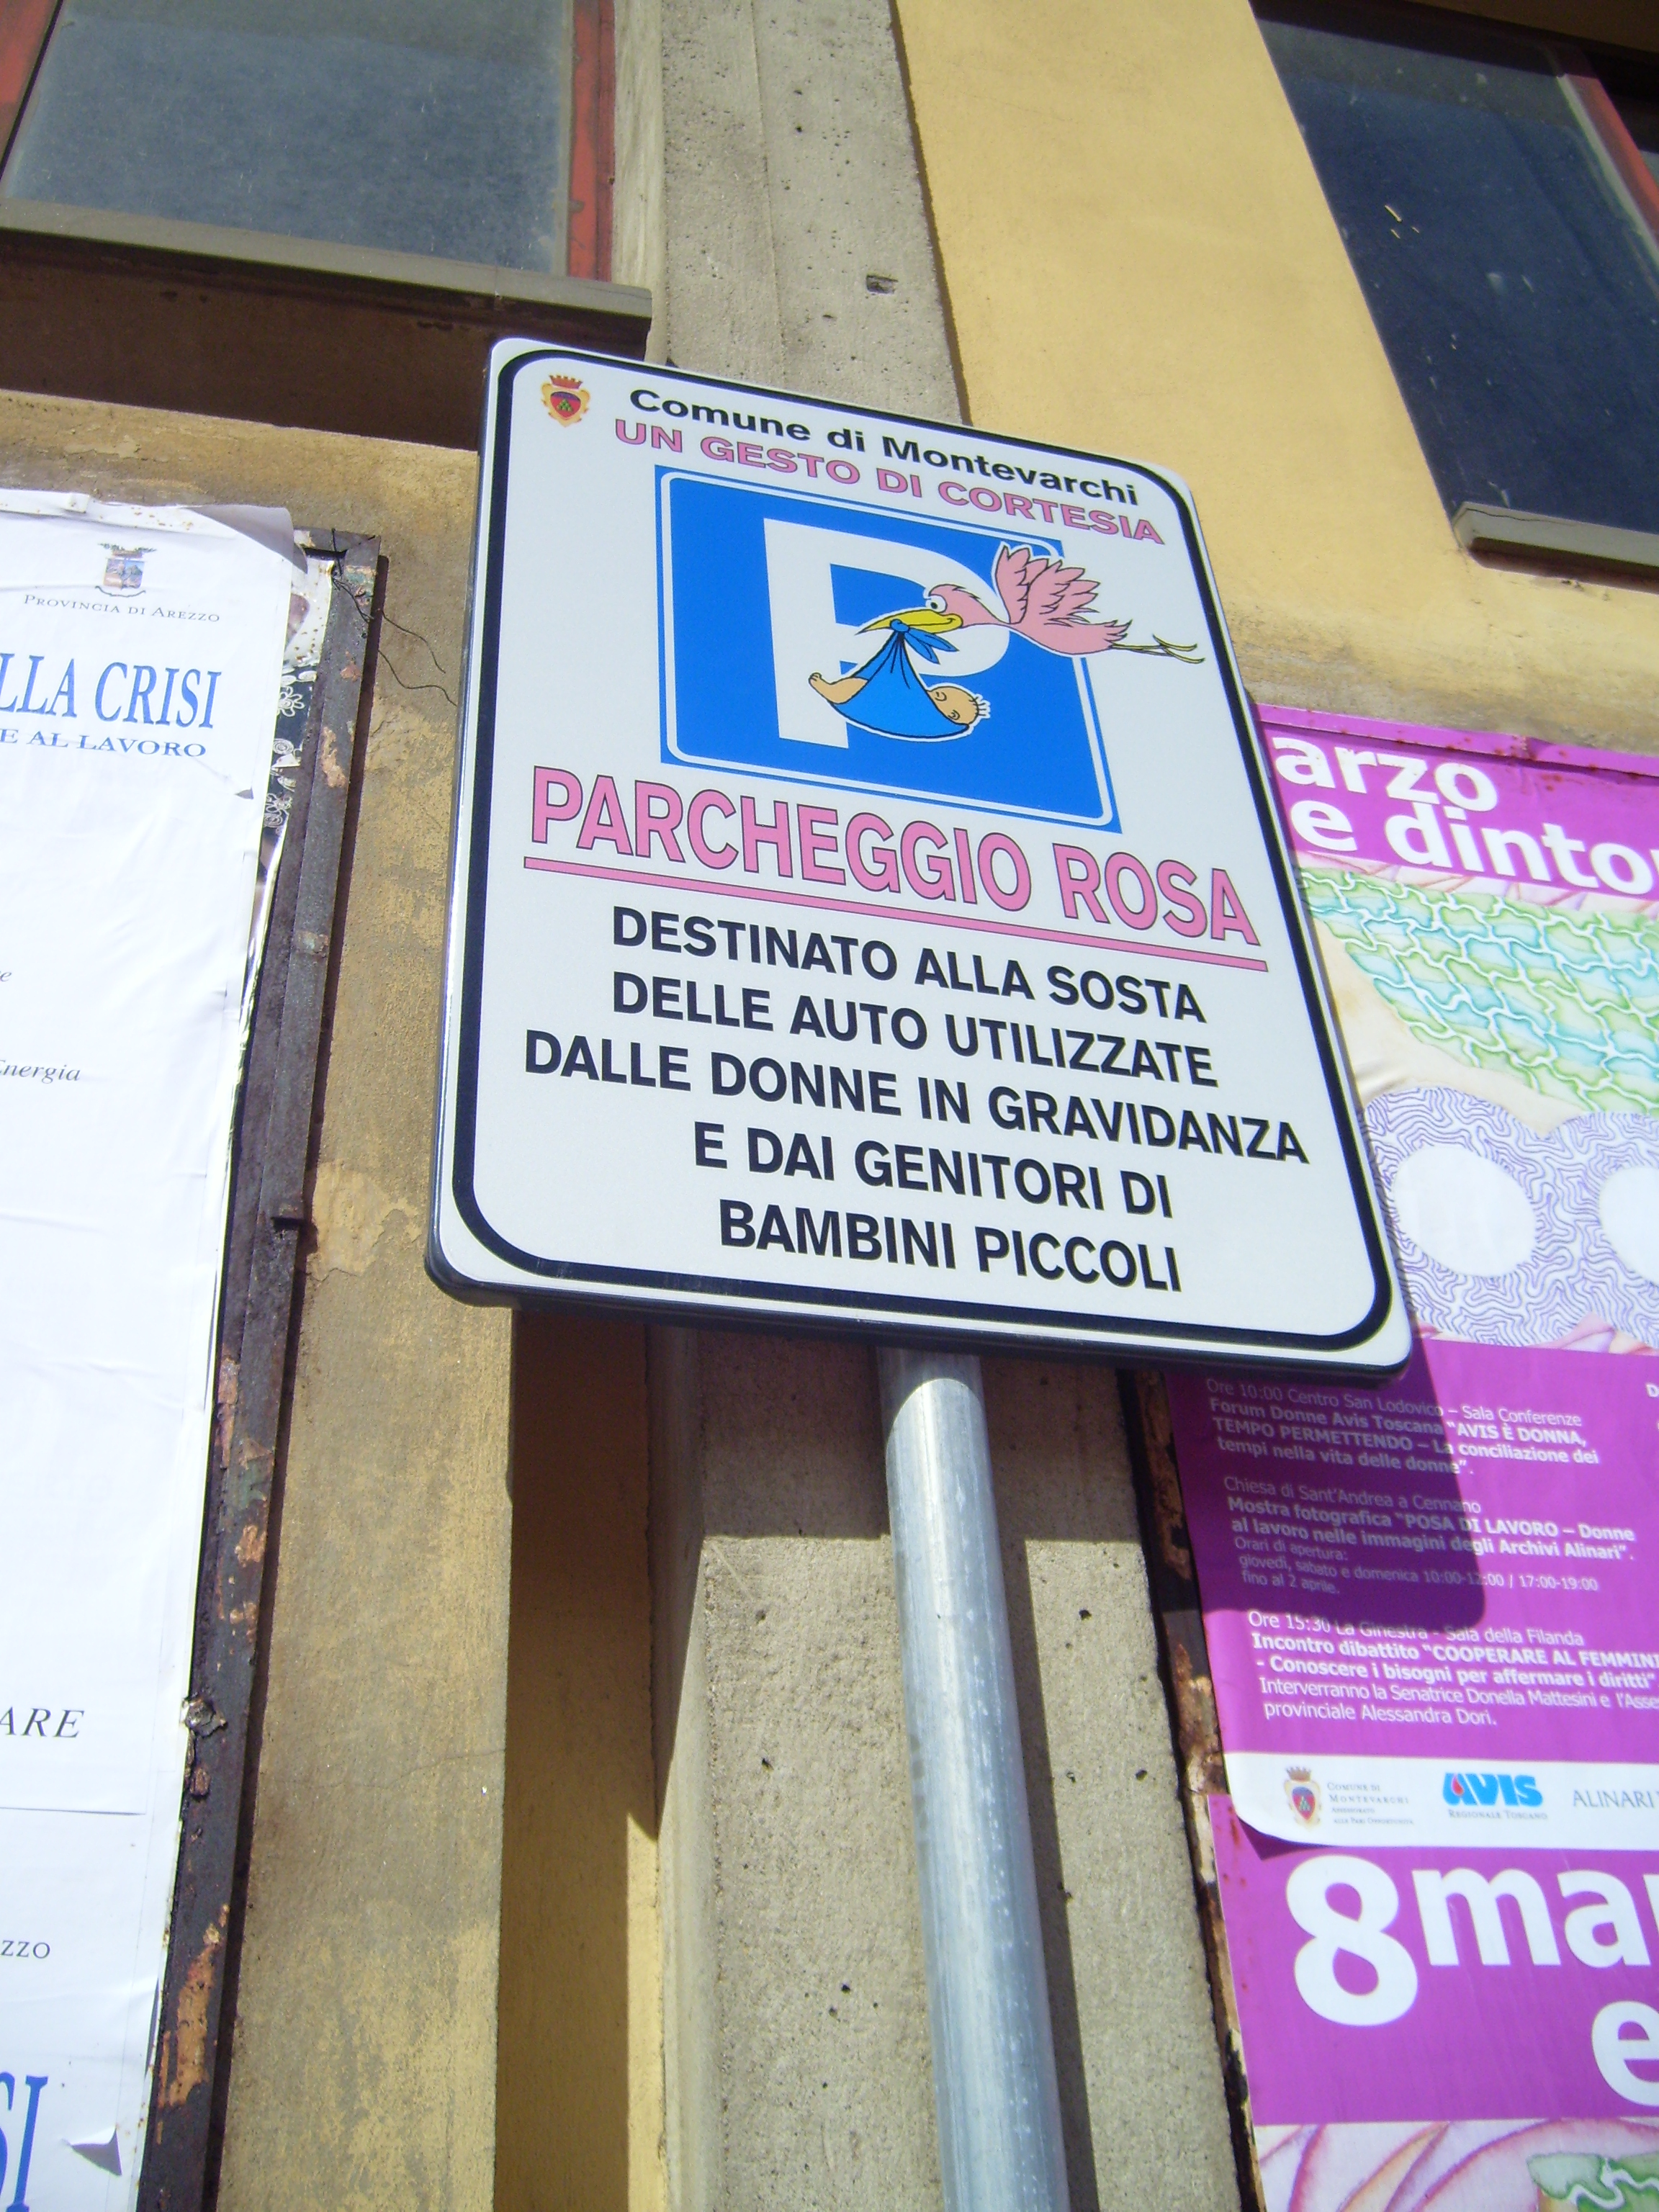 Comune di Montevarchi
UN GESTO DI CORTESIA
P
PARCHEGGIO ROSA
DESTINATO ALLA SOSTA
DELLE AUTO UTILIZZATE
DALLE DONNE IN GRAVIDANZA
E DAI GENITORI DI
BAMBINI PICCOLI
PROVINCIA DI AREZZO
LLA CRISI
E AL LAVORO
nergia
ARE
ZZO
SI
arzo
e dinto
Ore 10:00 Centro San Lodovico – Sala Conferenze
Forum Donne Avis Toscana "AVIS È DONNA,
TEMPO PERMETTENDO – La conciliazione dei
tempi nella vita delle donne".
Chiesa di Sant'Andrea a Cennano
Mostra fotografica "POSA DI LAVORO – Donne
al lavoro nelle immagini degli Archivi Alinari".
Orari di apertura:
giovedì, sabato e domenica 10:00-12:00 / 17:00-19:00
fino al 2 aprile.
Ore 15:30 La Ginestra - Sala della Filanda
Incontro dibattito "COOPERARE AL FEMMINI
- Conoscere i bisogni per affermare i diritti"
Interverranno la Senatrice Donella Mattesini e l'Asse
provinciale Alessandra Dori.
COMUNE DI
MONTEVARCHI
AVIS
REGIONALE TOSCANO
ALINARI
8 mar
e